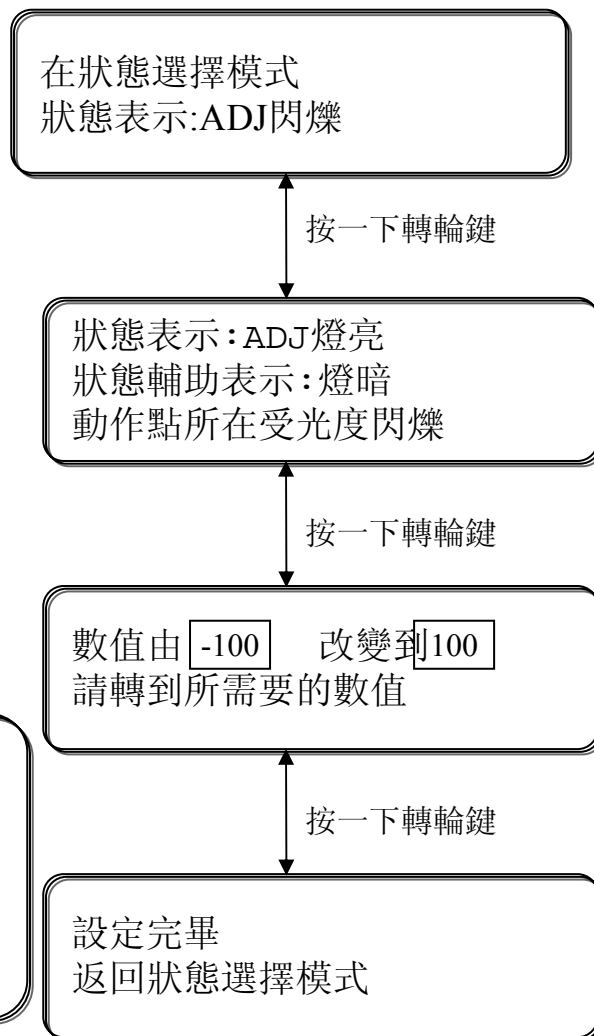 在狀態選擇模式
狀態表示:ADJ閃爍
按一下轉輪鍵
狀態表示:ADJ燈亮
狀態輔助表示:燈暗
動作點所在受光度閃爍
按一下轉輪鍵
數值由 -100 改變到100
請轉到所需要的數值
按一下轉輪鍵
設定完畢
返回狀態選擇模式